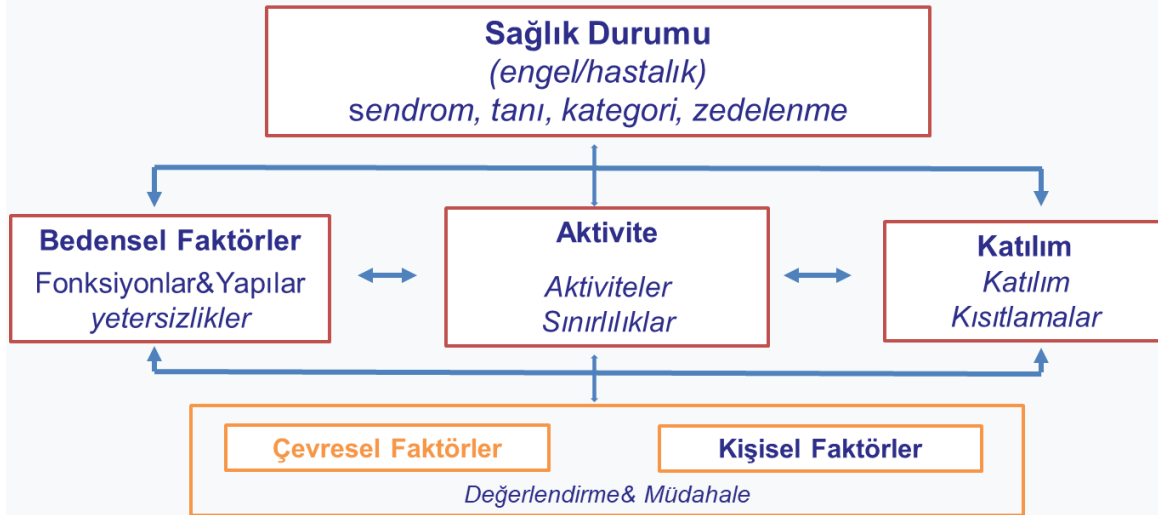 Sağlık Durumu
(engel/hastalık)
sendrom, tanı, kategori, zedelenme
Bedensel Faktörler
Fonksiyonlar&Yapılar
yetersizlikler
Aktivite
Aktiviteler
Sınırlılıklar
Katılım
Katılım
Kısıtlamalar
Çevresel Faktörler
Kişisel Faktörler
Değerlendirme& Müdahale